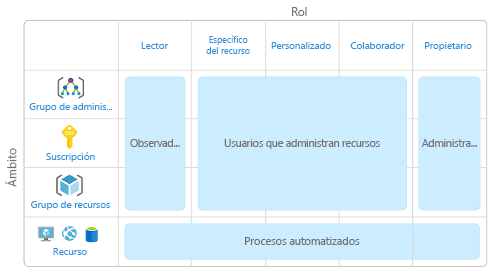 Rol
Lector
Específico
del recurso
Personalizado
Colaborador
Propietario
Ámbito
Grupo de adminis...
Suscripción
Grupo de recursos
Recurso
Observad...
Usuarios que administran recursos
Administra...
Procesos automatizados